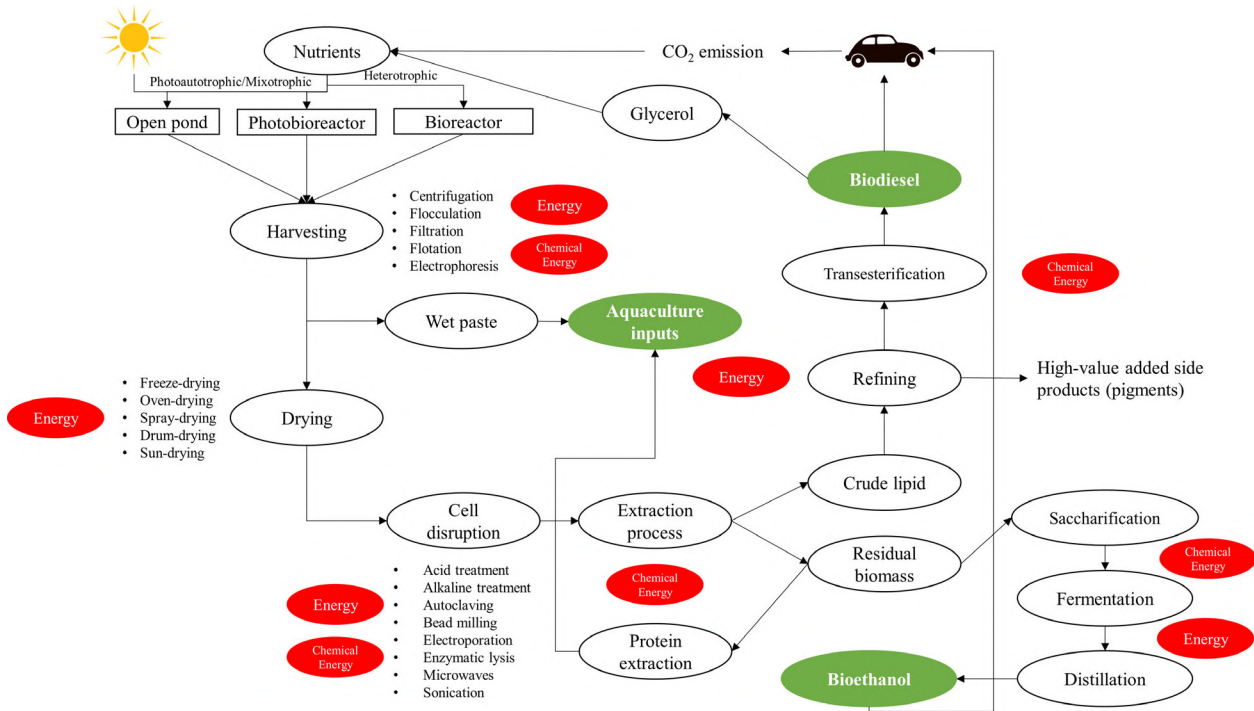 Nutrients
CO₂ emission
Photoautotrophic/Mixotrophic
Heterotrophic
Glycerol
Open pond
Photobioreactor
Bioreactor
Biodiesel
Harvesting
• Centrifugation
• Flocculation
• Filtration
• Flotation
• Electrophoresis
Energy
Chemical
Energy
Transesterification
Chemical
Energy
Wet paste
Aquaculture
inputs
Energy
Refining
High-value added side
products (pigments)
Energy
• Freeze-drying
• Oven-drying
• Spray-drying
• Drum-drying
• Sun-drying
Drying
Crude lipid
Cell
disruption
Extraction
process
Residual
biomass
Saccharification
Chemical
Energy
Energy
Chemical
Energy
• Acid treatment
• Alkaline treatment
• Autoclaving
• Bead milling
• Electroporation
• Enzymatic lysis
• Microwaves
• Sonication
Chemical
Energy
Protein
extraction
Fermentation
Energy
Bioethanol
Distillation